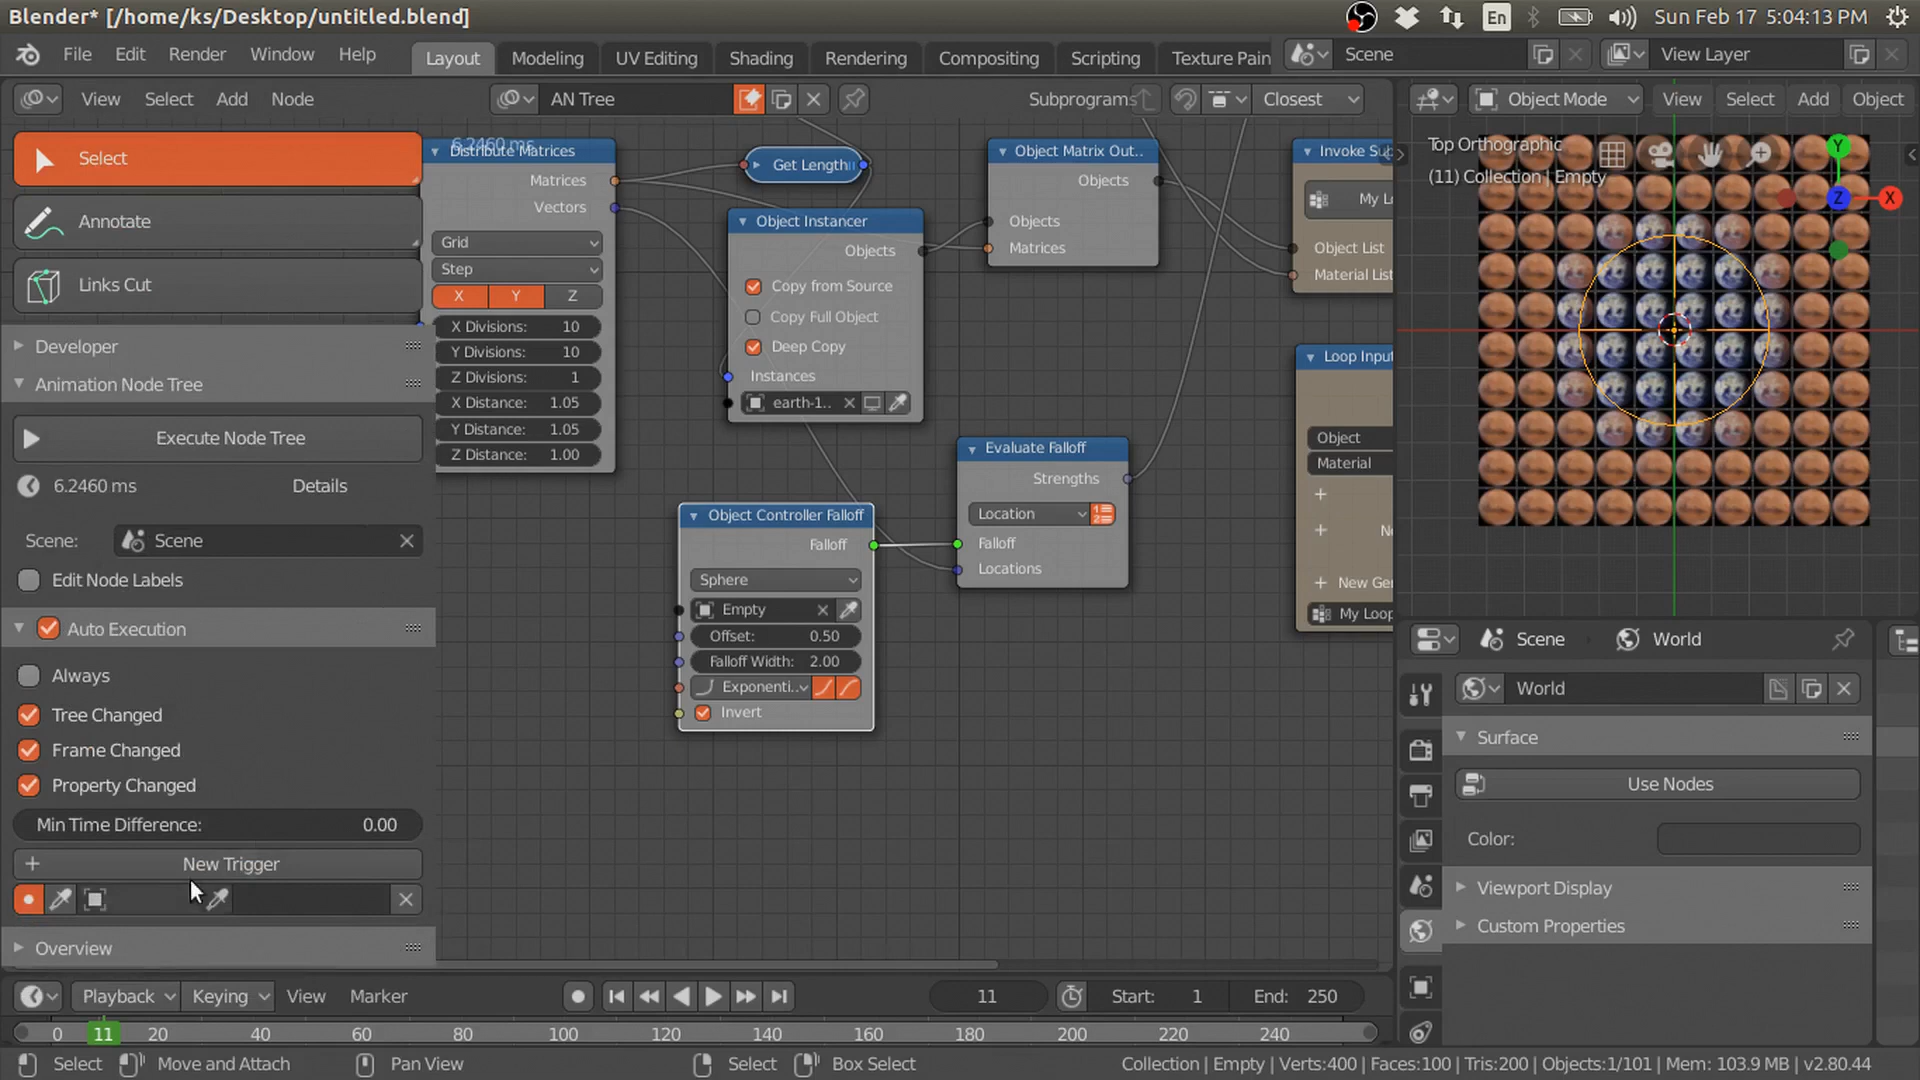 Blender* [/home/ks/Desktop/untitled.blend]
En
Sun Feb 17 5:04:13 PM
File Edit Render Window Help
Layout Modeling UV Editing Shading Rendering Compositing Scripting Texture Pain
Scene
View Layer
View Select Add Node
AN Tree
Subprograms
Closest
Object Mode
View Select Add Object
Select
Annotate
Links Cut
Developer
Animation Node Tree
Execute Node Tree
6.2460 ms
Details
Scene:
Scene
Edit Node Labels
Auto Execution
Always
Tree Changed
Frame Changed
Property Changed
Min Time Difference: 0.00
New Trigger
Overview
6.2460 ms
Distribute Matrices
Matrices
Vectors
Grid
Step
X Y Z
X Divisions: 10
Y Divisions: 10
Z Divisions: 1
X Distance: 1.05
Y Distance: 1.05
Z Distance: 1.00
Get Length
Object Instancer
Objects
Copy from Source
Copy Full Object
Deep Copy
Instances
earth-1..
Object Matrix Out..
Objects
Objects
Matrices
Object Controller Falloff
Falloff
Sphere
Empty
Offset: 0.50
Falloff Width: 2.00
Exponenti..
Invert
Evaluate Falloff
Strengths
Location
Falloff
Locations
Invoke Su
My Lo
Object List
Material List
Loop Input
Object
Material
Ne
New Ger
My Loop
Top Orthographic
(11) Collection | Empty
Y
Z
X
Scene
World
World
Surface
Use Nodes
Color:
Viewport Display
Custom Properties
Playback Keying View Marker
11
Start: 1
End: 250
0 11 20 40 60 80 100 120 140 160 180 200 220 240
Select
Move and Attach
Pan View
Select
Box Select
Collection | Empty | Verts:400 | Faces:100 | Tris:200 | Objects:1/101 | Mem: 103.9 MB | v2.80.44